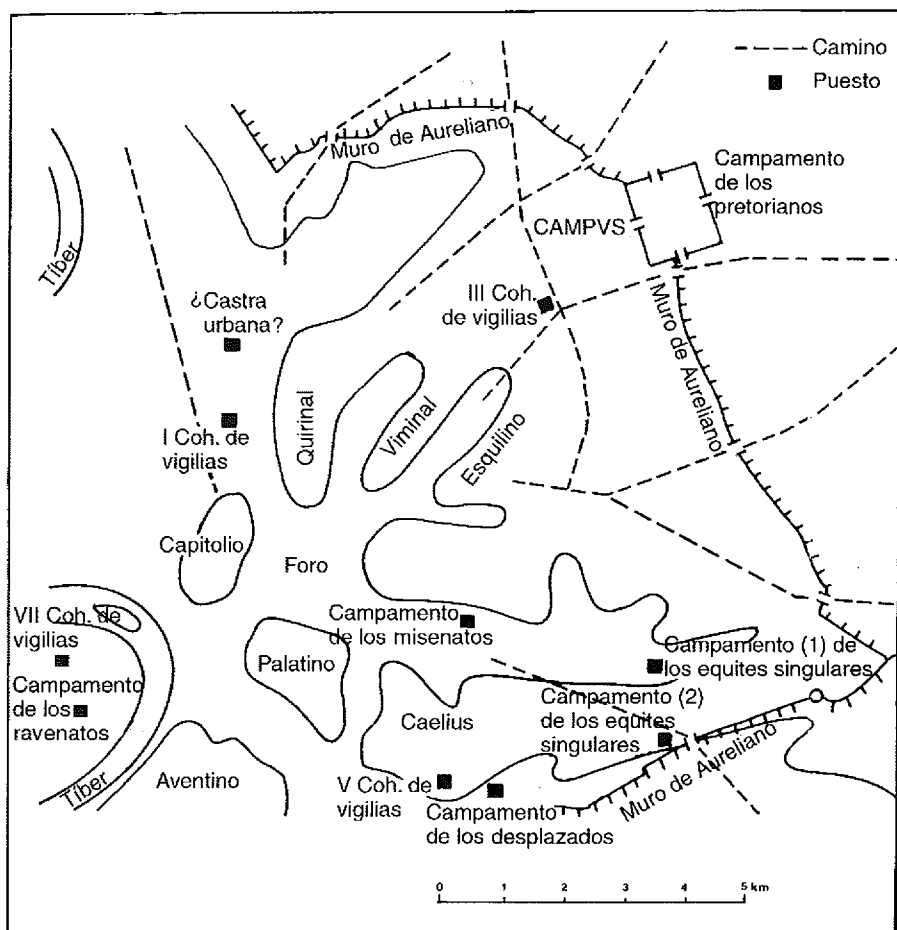 Camino
Puesto
Muro de Aureliano
Campamento
de los
pretorianos
CAMPVS
Tíber
¿Castra
urbana?
III Coh.
de vigilias
Muro de Aureliano
I Coh. de
vigilias
Quirinal
Viminal
Esquilino
Capitolio
Foro
VII Coh. de
vigilias
Campamento
de los
ravenatos
Campamento
de los misenatos
Palatino
Campamento (1) de
los equites singulares
Campamento (2)
de los equites
singulares
Caelius
Muro de Aureliano
Tíber
Aventino
V Coh. de
vigilias
Campamento
de los desplazados
0 1 2 3 4 5 km